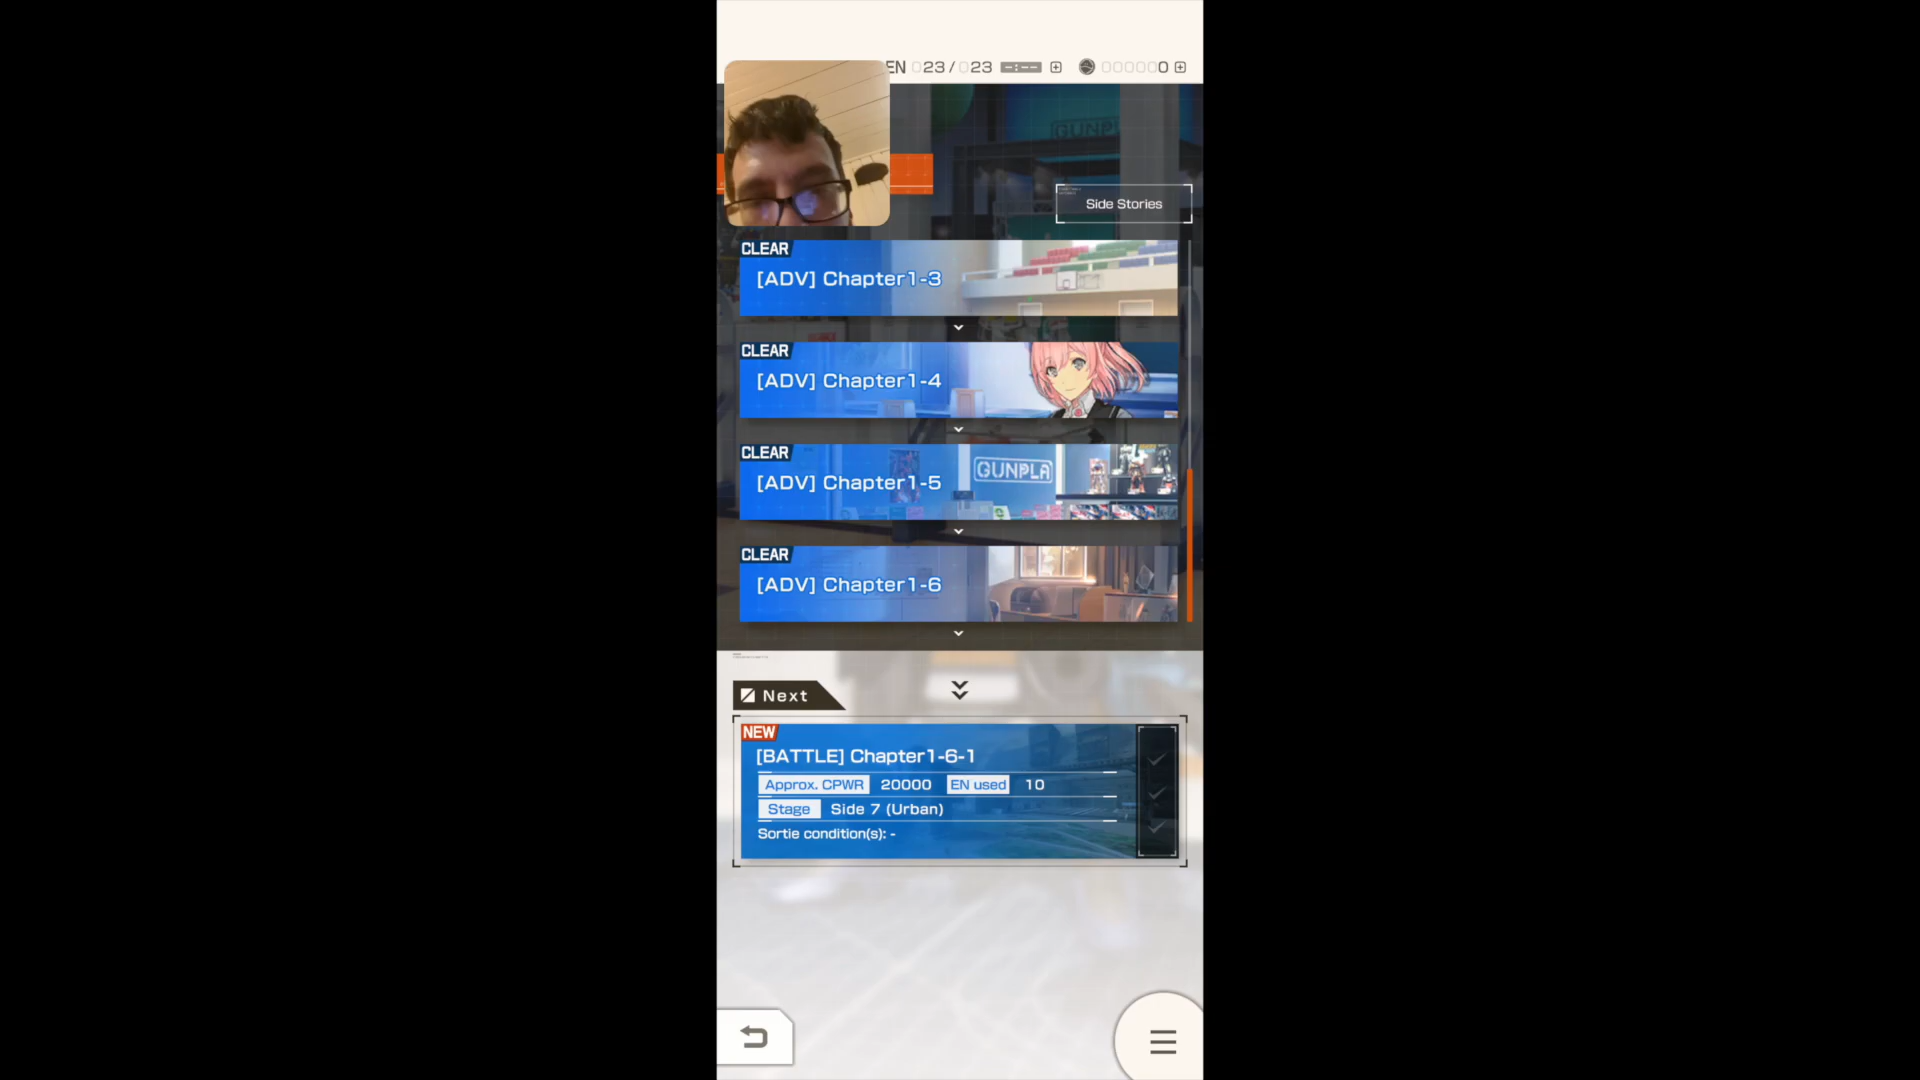 EN 023/023 --:-- 0000000
GUNPL
Side Stories
CLEAR
[ADV] Chapter1-3
CLEAR
[ADV] Chapter1-4
CLEAR
[ADV] Chapter1-5
GUNPLA
CLEAR
[ADV] Chapter1-6
Next
NEW
[BATTLE] Chapter1-6-1
Approx. CPWR 20000 EN used 10
Stage Side 7 (Urban)
Sortie condition(s): -